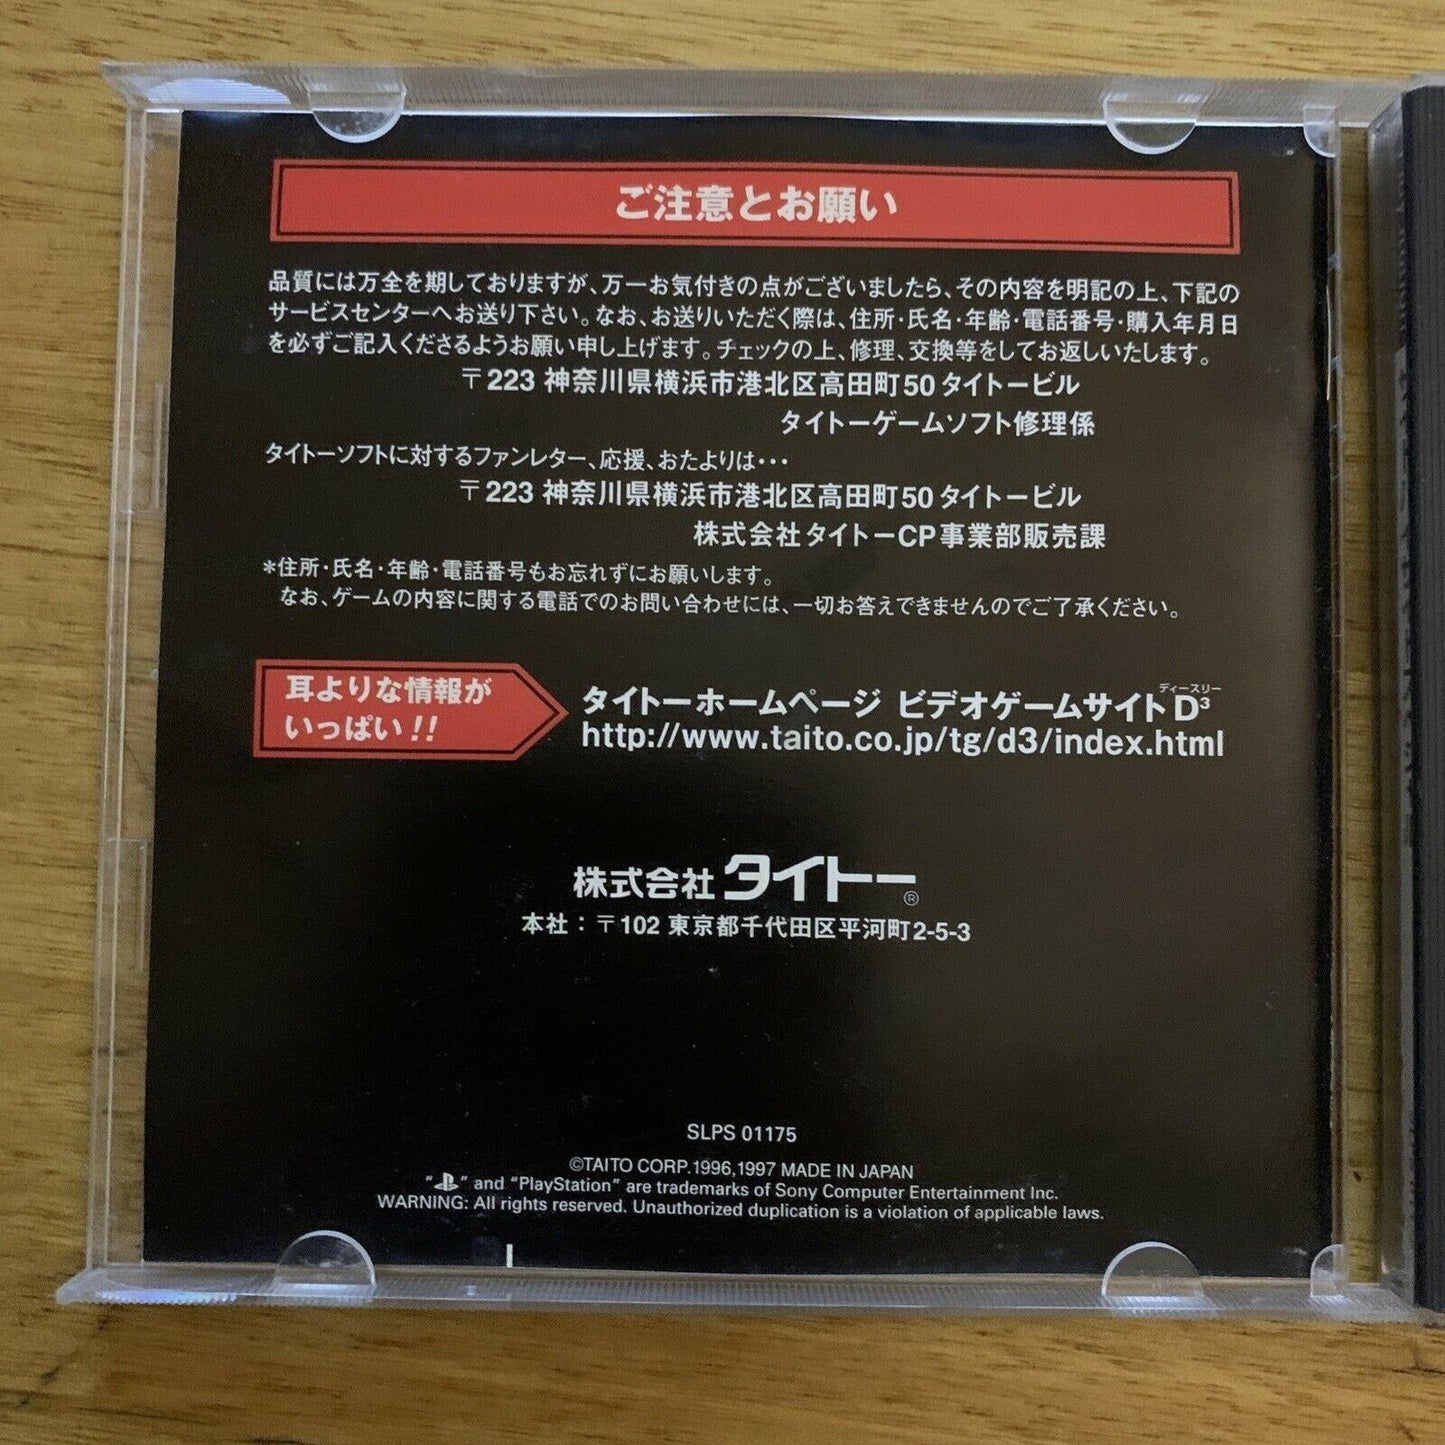 ご注意とお願い
品質には万全を期しておりますが、万一お気付きの点がございましたら、その内容を明記の上、下記の
サービスセンターへお送り下さい。なお、お送りいただく際は、住所・氏名・年齢・電話番号・購入年月日
を必ずご記入くださるようお願い申し上げます。チェックの上、修理、交換等をしてお返しいたします。
〒223 神奈川県横浜市港北区高田町50 タイトービル
タイトーゲームソフト修理係
タイトーソフトに対するファンレター、応援、おたよりは・・・
〒223 神奈川県横浜市港北区高田町50 タイトービル
株式会社タイトーCP事業部販売課
*住所・氏名・年齢・電話番号もお忘れずにお願いします。
なお、ゲームの内容に関する電話でのお問い合わせには、一切お答えできませんのでご了承ください。
耳よりな情報が
いっぱい!!
ディースリー
タイトーホームページ ビデオゲームサイトD³
http://www.taito.co.jp/tg/d3/index.html
株式会社 タイトー®
本社：〒102 東京都千代田区平河町2-5-3
SLPS 01175
©TAITO CORP.1996,1997 MADE IN JAPAN
“PS” and “PlayStation” are trademarks of Sony Computer Entertainment Inc.
WARNING: All rights reserved. Unauthorized duplication is a violation of applicable laws.